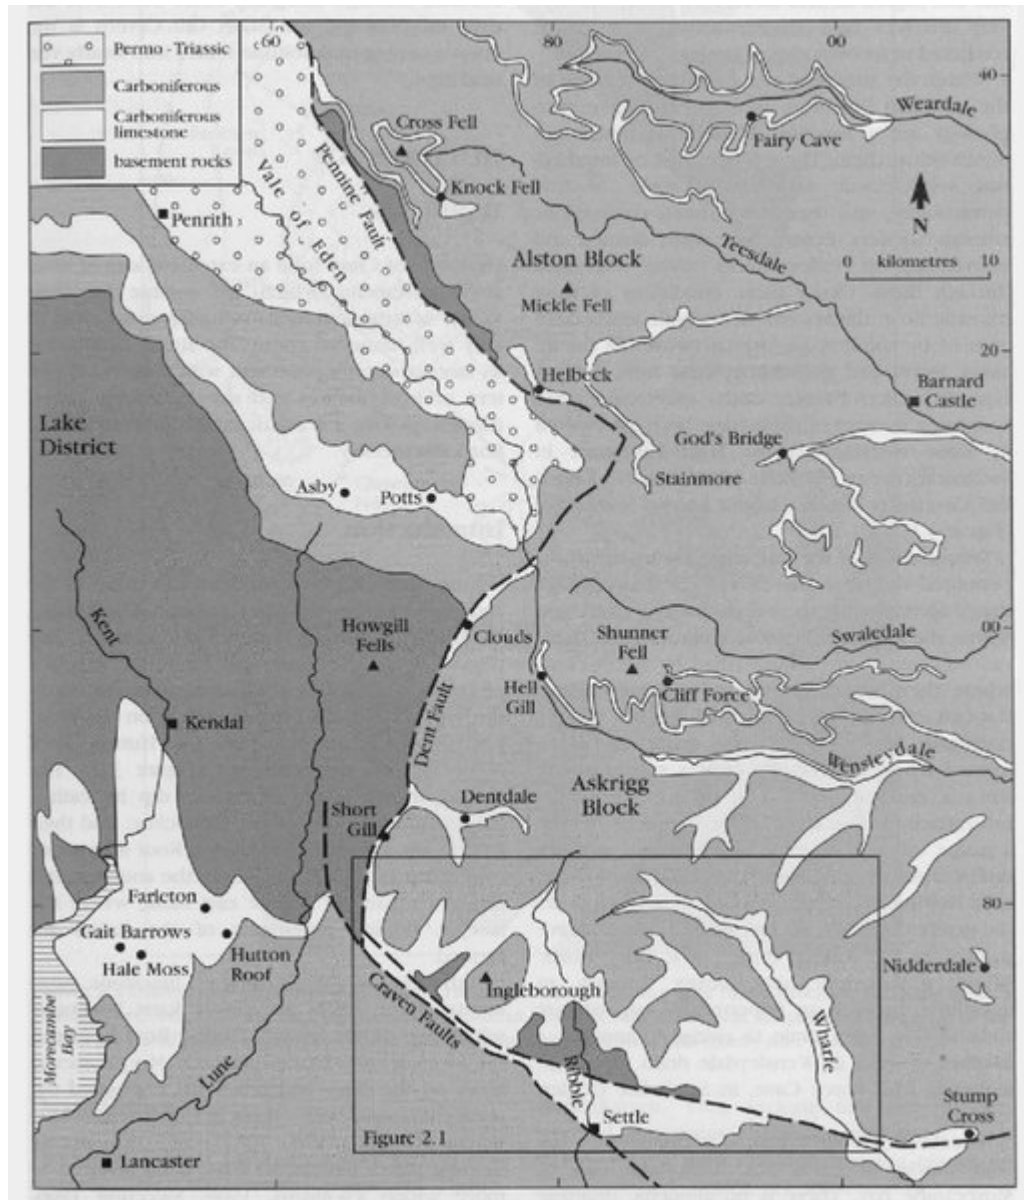 Permo - Triassic
Carboniferous
Carboniferous
limestone
basement rocks
60
80
00
40
Weardale
Cross Fell
Fairy Cave
Knock Fell
Pennine Fault
Vale of Eden
Penrith
N
Teesdale
Alston Block
0 kilometres 10
Mickle Fell
20
Helbeck
Barnard
Castle
Lake
District
God's Bridge
Stainmore
Asby
Potts
Kent
Howgill
Fells
Clouds
Shunner
Fell
Swaledale
00
Hell
Gill
Cliff Force
Kendal
Dent Fault
Wensleydale
Askrigg
Block
Short
Gill
Dentdale
Farleton
80
Gait Barrows
Hale Moss
Hutton
Roof
Nidderdale
Ingleborough
Craven Faults
Morecambe
Bay
Lune
Ribble
Wharfe
Settle
Stump
Cross
Figure 2.1
Lancaster